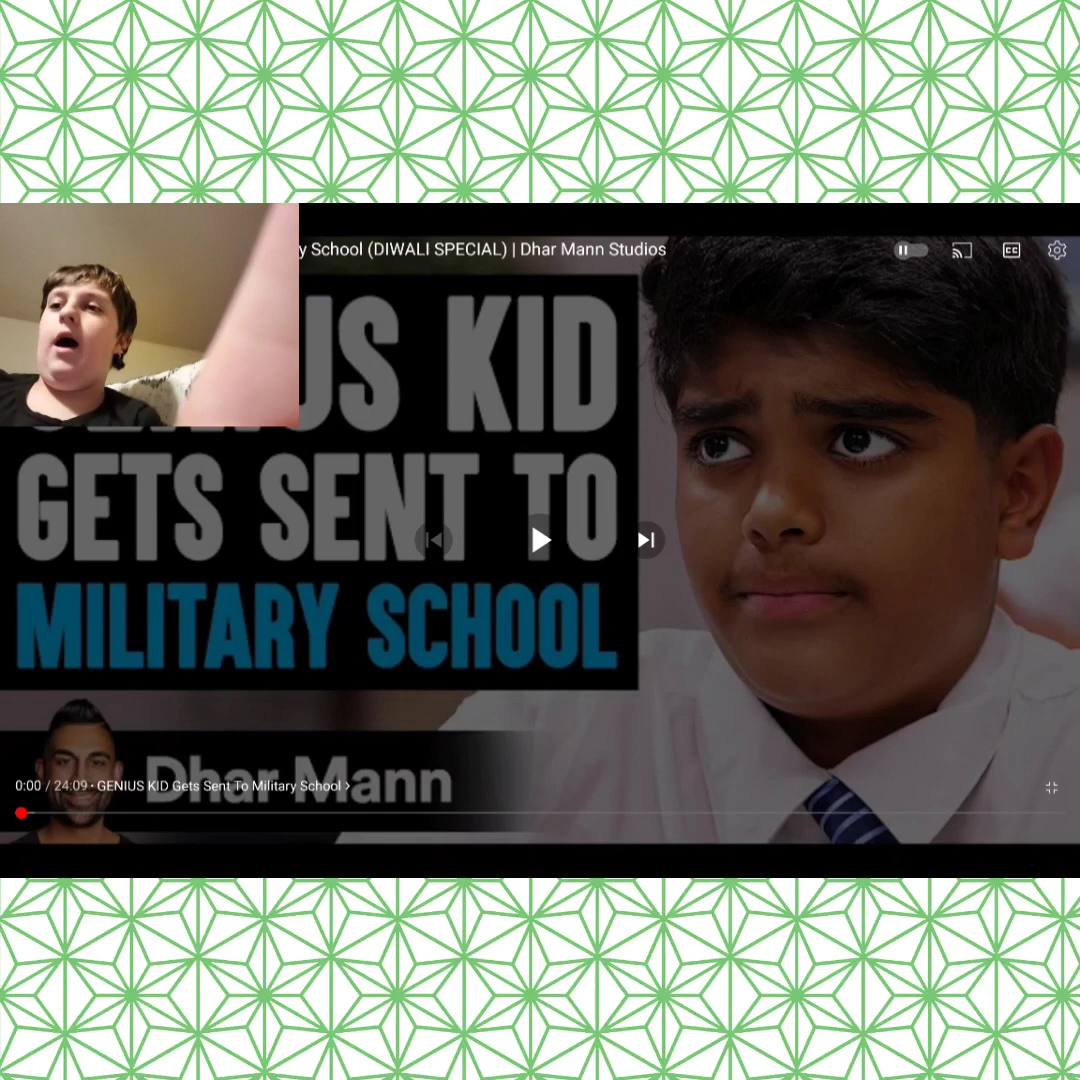 y School (DIWALI SPECIAL) | Dhar Mann Studios
CC
US KID
GETS SENT TO
MILITARY SCHOOL
Dhar Mann
0:00 / 24:09 · GENIUS KID Gets Sent To Military School ›